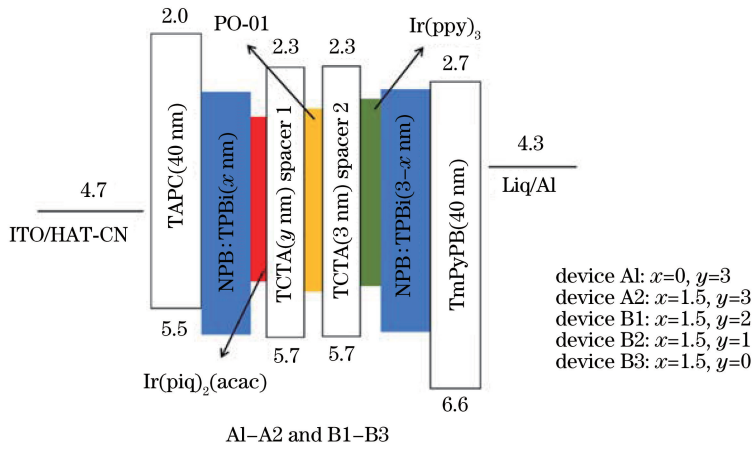 2.0
PO-01
Ir(ppy)3
2.3
2.3
2.7
4.7
ITO/HAT-CN
TAPC(40 nm)
NPB:TPBi(x nm)
TCTA(y nm) spacer 1
TCTA(3 nm) spacer 2
NPB:TPBi(3-x nm)
TmPyPB(40 nm)
4.3
Liq/Al
5.5
5.7
5.7
6.6
Ir(piq)2(acac)
device Al: x=0, y=3
device A2: x=1.5, y=3
device B1: x=1.5, y=2
device B2: x=1.5, y=1
device B3: x=1.5, y=0
Al-A2 and B1-B3